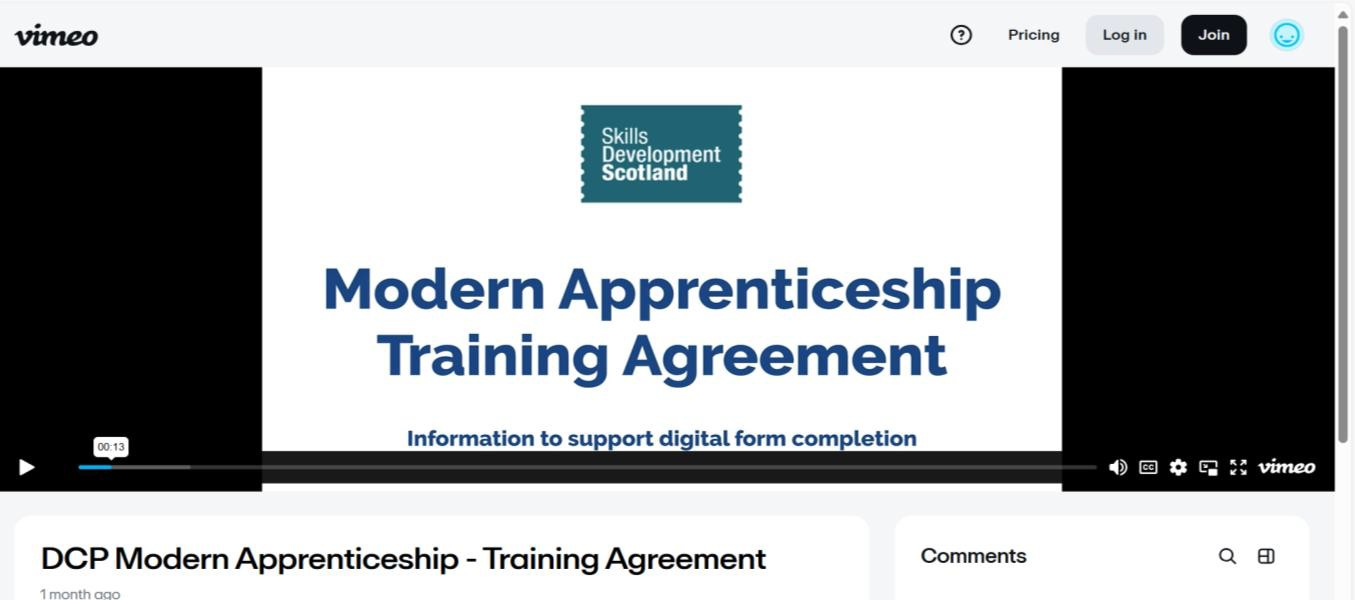 vimeo
Pricing
Log in
Join
Skills
Development
Scotland
Modern Apprenticeship
Training Agreement
Information to support digital form completion
00:13
CC
vimeo
DCP Modern Apprenticeship - Training Agreement
1 month ago
Comments